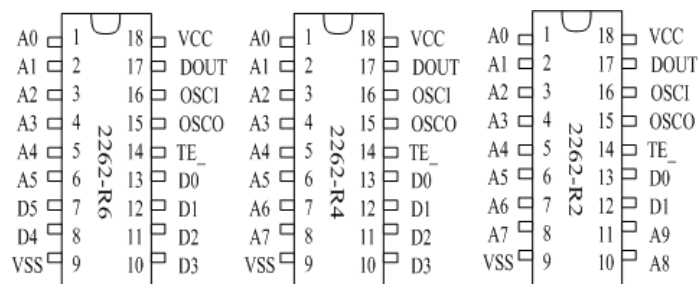 A0 1 18 VCC
A1 2 17 DOUT
A2 3 16 OSCI
A3 4 15 OSCO
A4 5 14 TE_
A5 6 13 D0
D5 7 12 D1
D4 8 11 D2
VSS 9 10 D3
2262-R6
A0 1 18 VCC
A1 2 17 DOUT
A2 3 16 OSCI
A3 4 15 OSCO
A4 5 14 TE_
A5 6 13 D0
A6 7 12 D1
A7 8 11 D2
VSS 9 10 D3
2262-R4
A0 1 18 VCC
A1 2 17 DOUT
A2 3 16 OSCI
A3 4 15 OSCO
A4 5 14 TE_
A5 6 13 D0
A6 7 12 D1
A7 8 11 A9
VSS 9 10 A8
2262-R2